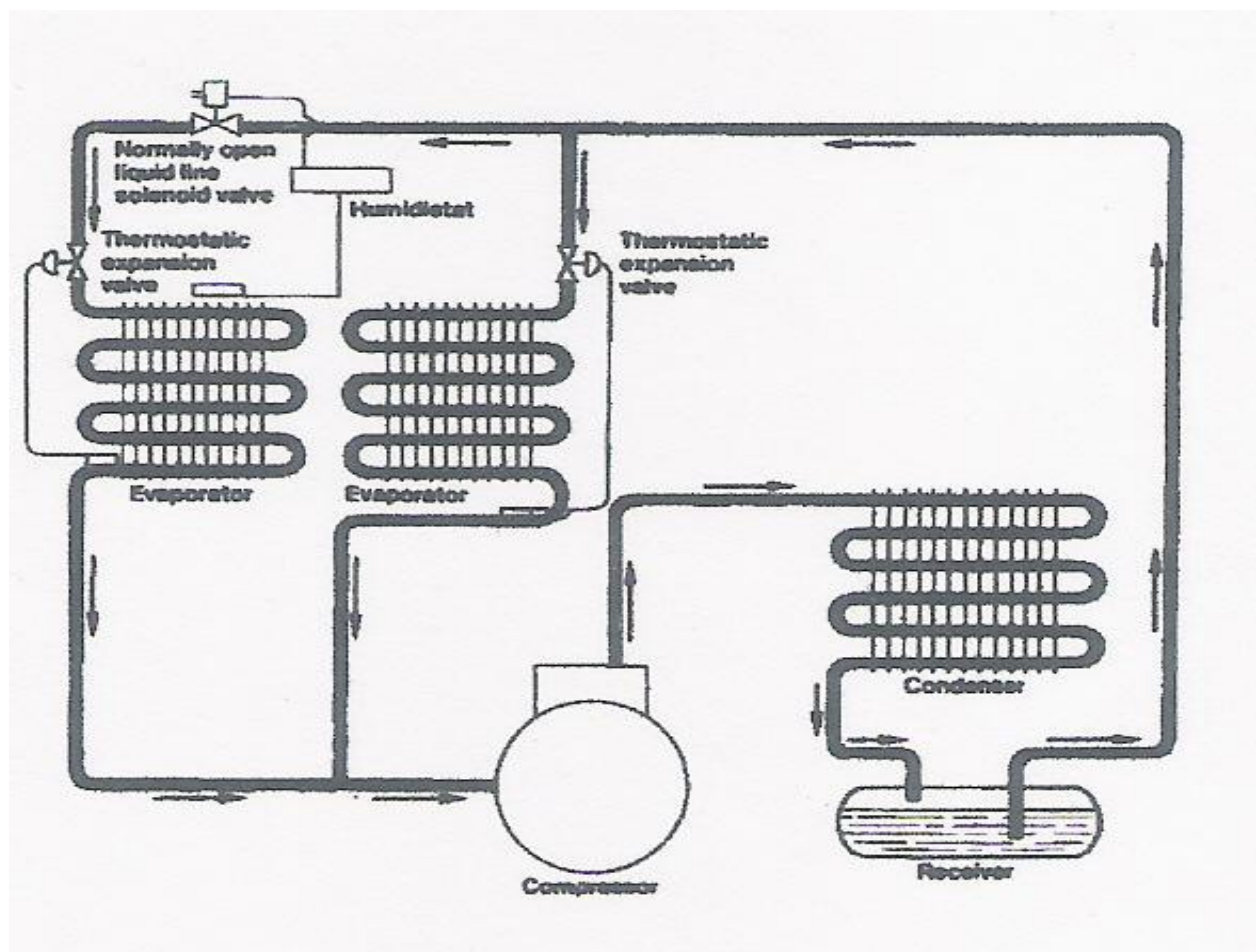 Normally open
liquid line
solenoid valve
Humidistat
Thermostatic
expansion
valve
Thermostatic
expansion
valve
Evaporator
Evaporator
Condenser
Compressor
Receiver